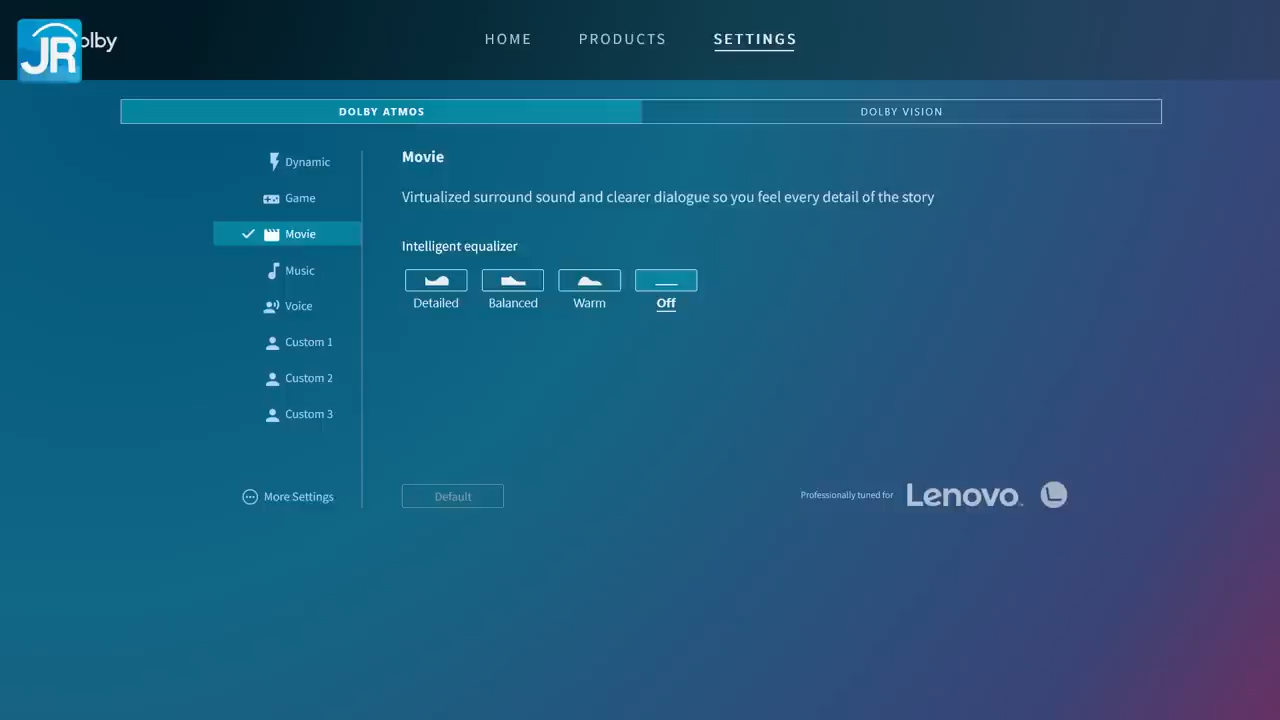 JR
olby
HOME PRODUCTS SETTINGS
DOLBY ATMOS DOLBY VISION
Dynamic
Game
Movie
Music
Voice
Custom 1
Custom 2
Custom 3
More Settings
Movie
Virtualized surround sound and clearer dialogue so you feel every detail of the story
Intelligent equalizer
Detailed Balanced Warm Off
Default
Professionally tuned for Lenovo™ L